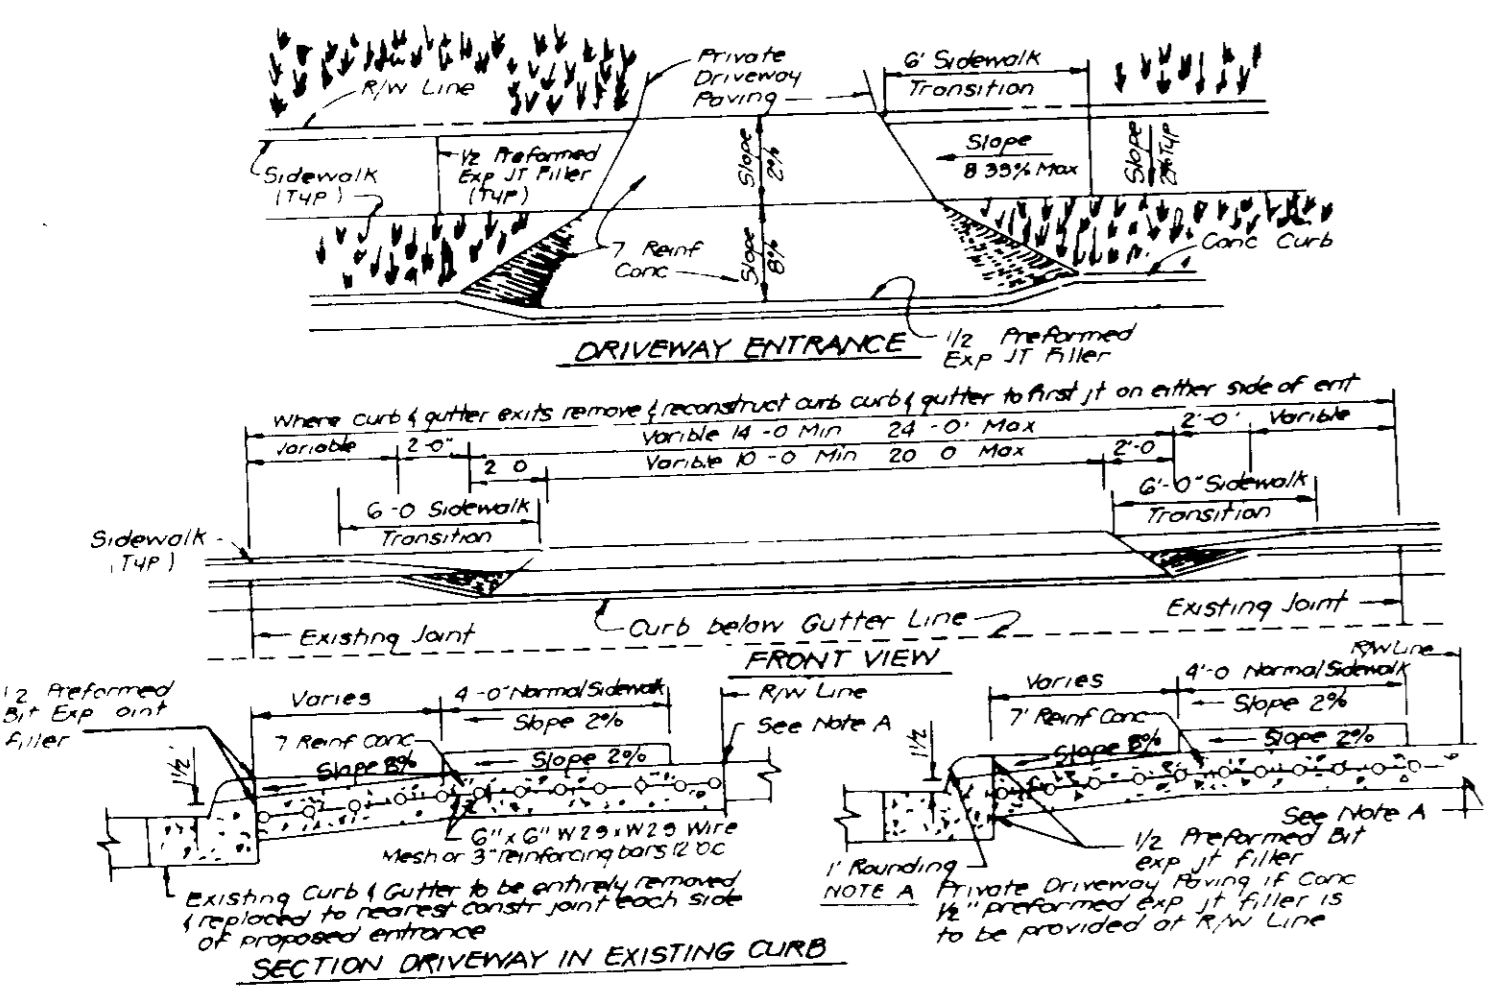 Private
Driveway
Paving
6' Sidewalk
Transition
R/W Line
Sidewalk
(TYP)
1/2 Preformed
Exp JT Filler
(TYP)
Slope
2%
Slope
8 33% Max
Slope
2% Typ
7 Reinf
Conc
Slope
8%
Conc Curb
DRIVEWAY ENTRANCE
1/2 Preformed
Exp JT Filler
Where curb & gutter exits remove & reconstruct curb curb & gutter to first jt on either side of ent
Variable
2'-0"
Varible 14-0 Min 24-0' Max
2'-0'
Varible
2 0
Varible 10-0 Min 20 0 Max
2'-0
6-0 Sidewalk
Transition
6'-0" Sidewalk
Transition
Sidewalk
(TYP)
Existing Joint
Curb below Gutter Line
Existing Joint
FRONT VIEW
1/2 Preformed
Bit Exp oint
filler
Varies
4-0" Normal Sidewalk
Slope 2%
R/W Line
See Note A
7 Reinf Conc
Slope 8%
Slope 2%
1 1/2
6" x 6" W29 x W29 Wire
Mesh or 3" reinforcing bars 12 oc
Existing Curb & Gutter to be entirely removed
& replaced to nearest constr joint each side
of proposed entrance
SECTION DRIVEWAY IN EXISTING CURB
R/W Line
Varies
4'-0 Normal Sidewalk
Slope 2%
7' Reinf Conc
Slope 8%
Slope 2%
1 1/2
6
See Note A
1/2 Preformed Bit
exp jt filler
1' Rounding
NOTE A Private Driveway Paving if Conc
1/2" preformed exp jt filler is
to be provided at R/W Line